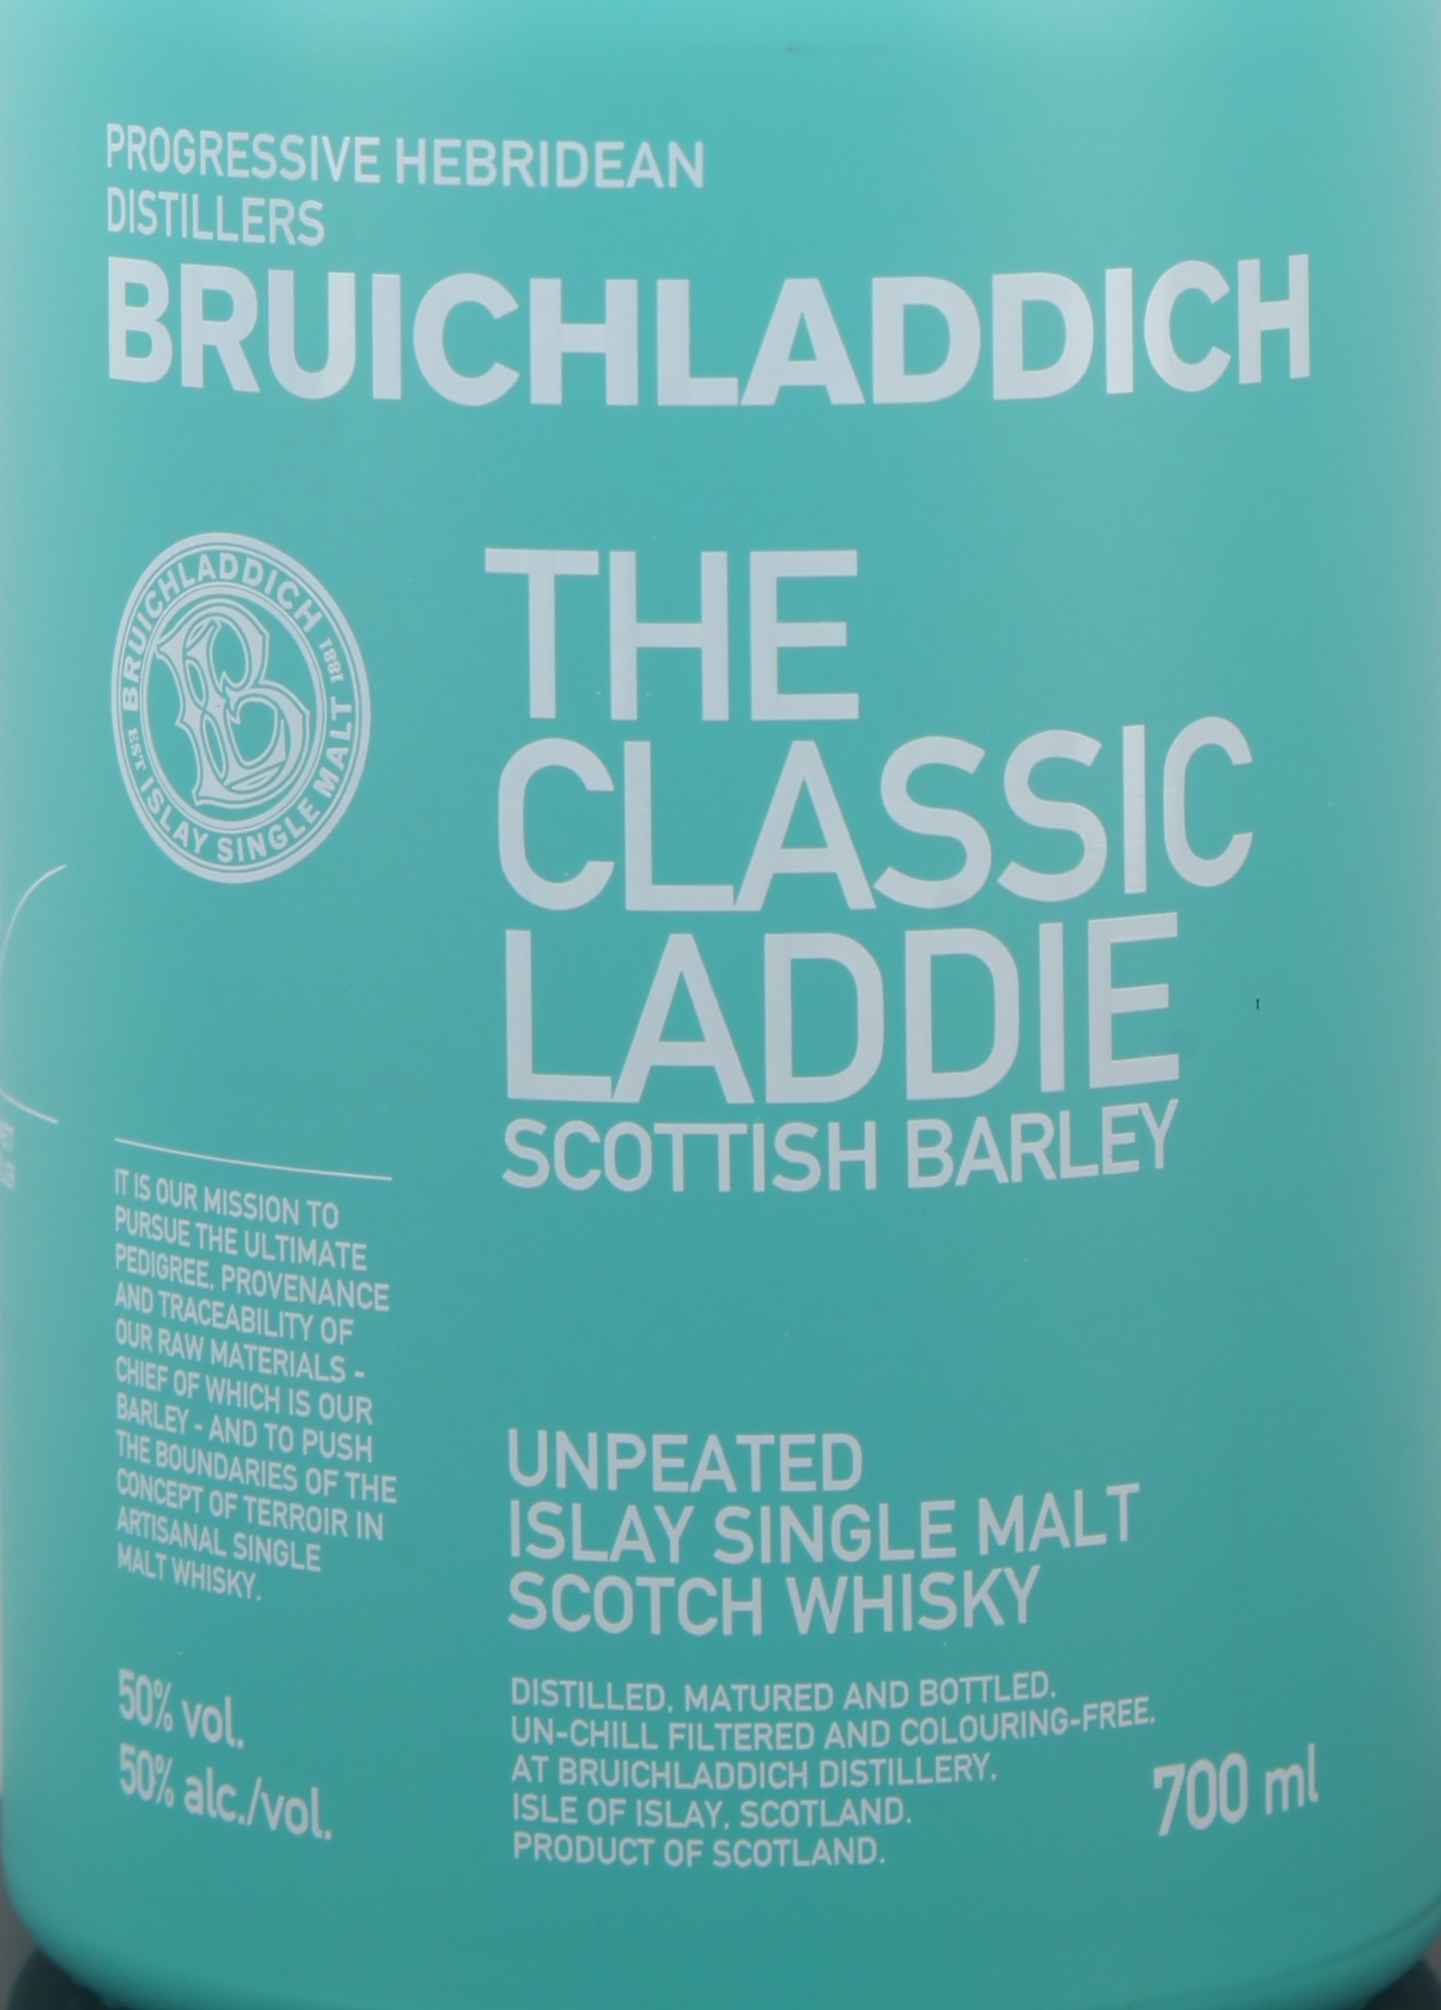 PROGRESSIVE HEBRIDEAN
DISTILLERS
BRUICHLADDICH
BRUICHLADDICH
EST 1881
ISLAY SINGLE MALT
B
THE
CLASSIC
LADDIE
SCOTTISH BARLEY
IT IS OUR MISSION TO
PURSUE THE ULTIMATE
PEDIGREE, PROVENANCE
AND TRACEABILITY OF
OUR RAW MATERIALS -
CHIEF OF WHICH IS OUR
BARLEY - AND TO PUSH
THE BOUNDARIES OF THE
CONCEPT OF TERROIR IN
ARTISANAL SINGLE
MALT WHISKY.
UNPEATED
ISLAY SINGLE MALT
SCOTCH WHISKY
50% vol.
50% alc./vol.
DISTILLED, MATURED AND BOTTLED,
UN-CHILL FILTERED AND COLOURING-FREE,
AT BRUICHLADDICH DISTILLERY,
ISLE OF ISLAY, SCOTLAND.
PRODUCT OF SCOTLAND.
700 ml